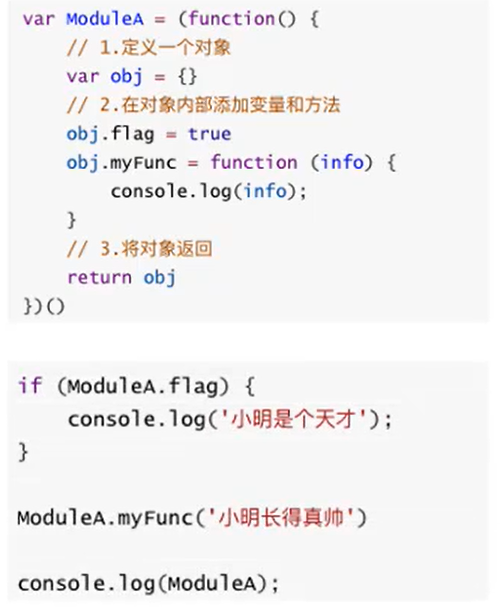 var ModuleA = (function() {
    // 1.定义一个对象
    var obj = {}
    // 2.在对象内部添加变量和方法
    obj.flag = true
    obj.myFunc = function (info) {
        console.log(info);
    }
    // 3.将对象返回
    return obj
})()
if (ModuleA.flag) {
    console.log('小明是个天才');
}
ModuleA.myFunc('小明长得真帅')
console.log(ModuleA);